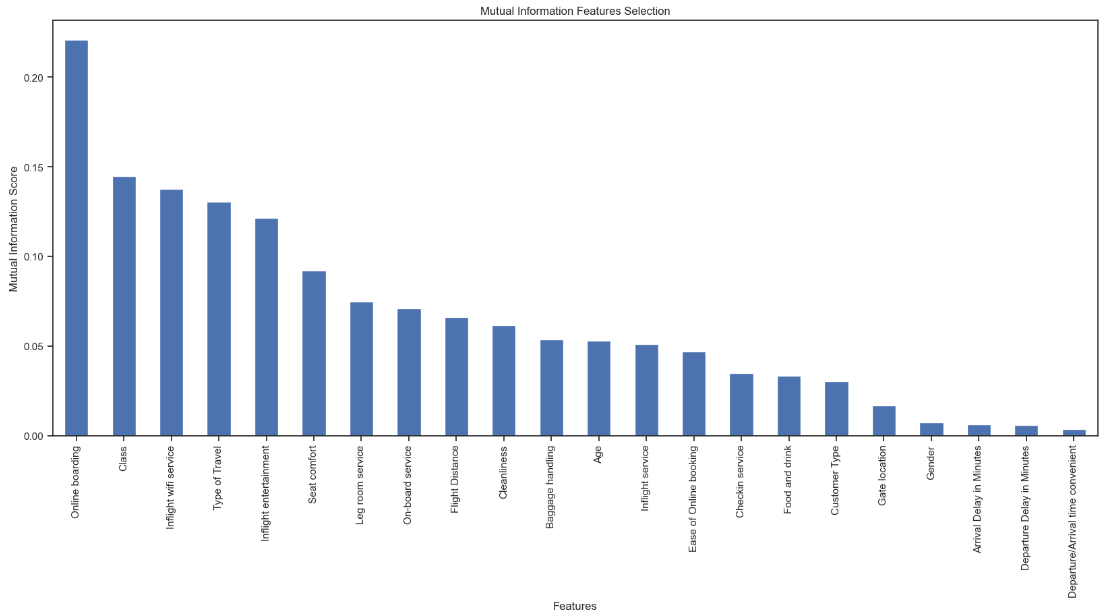 Mutual Information Features Selection
Mutual Information Score
0.20
0.15
0.10
0.05
0.00
Online boarding
Class
Inflight wifi service
Type of Travel
Inflight entertainment
Seat comfort
Leg room service
On-board service
Flight Distance
Cleanliness
Baggage handling
Age
Inflight service
Ease of Online booking
Checkin service
Food and drink
Customer Type
Gate location
Gender
Arrival Delay in Minutes
Departure Delay in Minutes
Departure/Arrival time convenient
Features